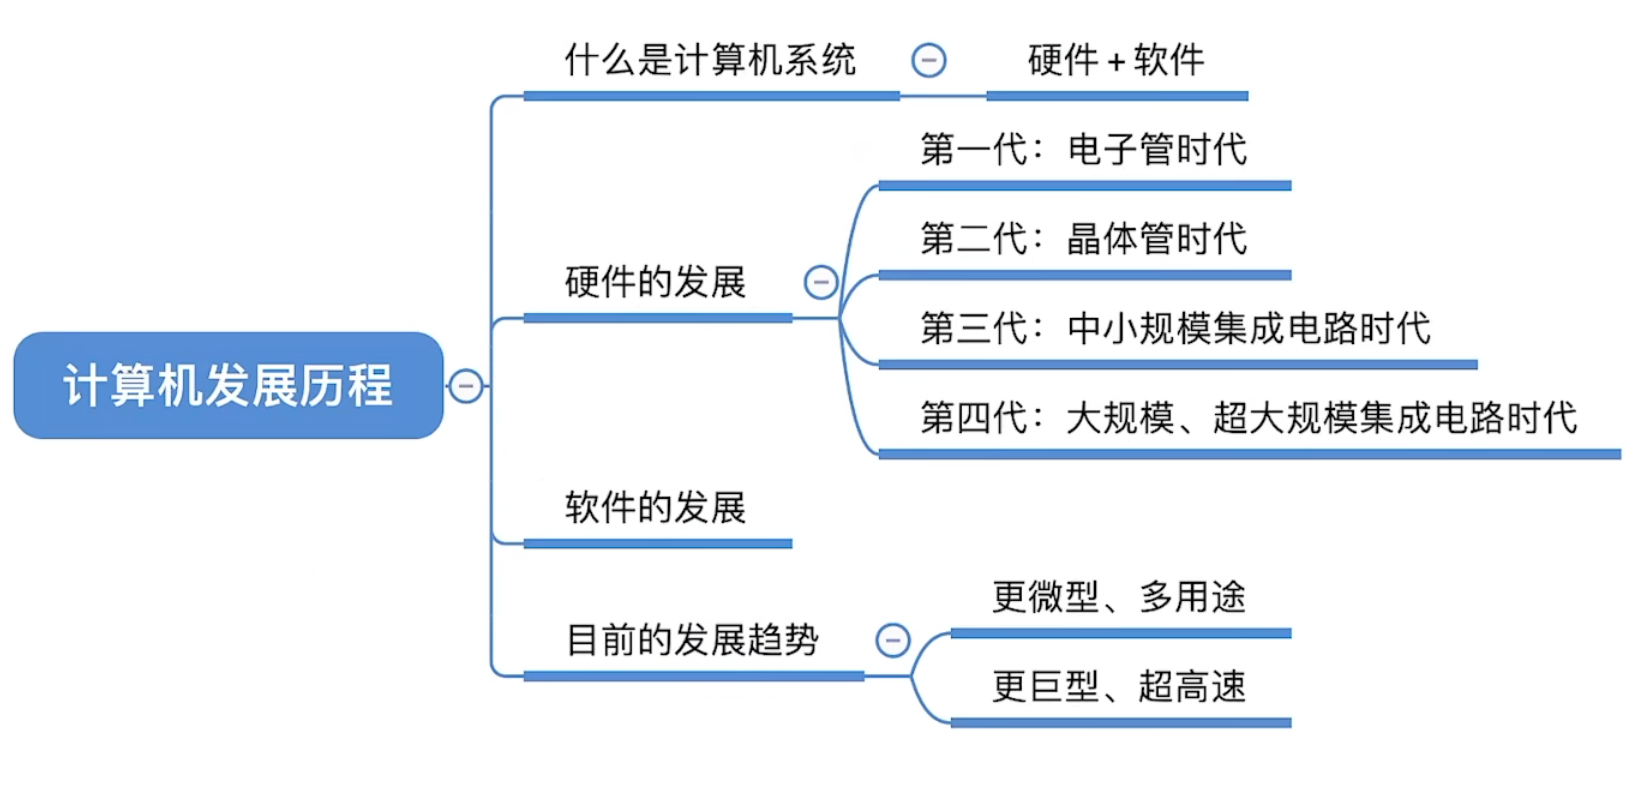 什么是计算机系统
硬件+软件
第一代：电子管时代
第二代：晶体管时代
硬件的发展
第三代：中小规模集成电路时代
计算机发展历程
第四代：大规模、超大规模集成电路时代
软件的发展
更微型、多用途
目前的发展趋势
更巨型、超高速